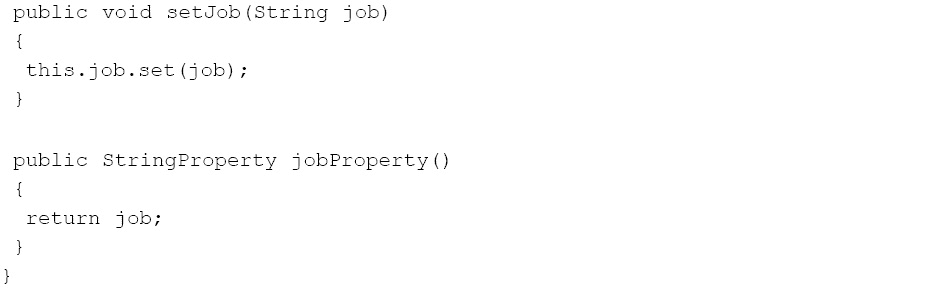 public void setJob(String job)
{
this.job.set(job);
}
public StringProperty jobProperty()
{
return job;
}
}